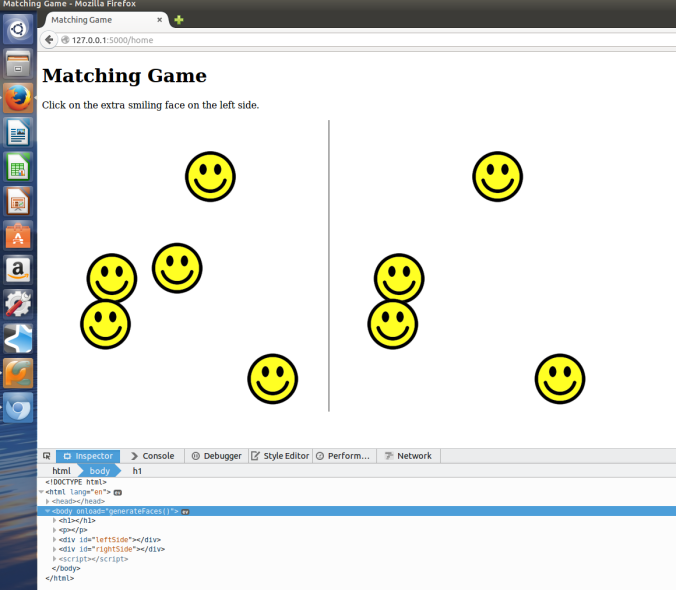 Matching Game - Mozilla Firefox
Matching Game ×
127.0.0.1:5000/home
Matching Game
Click on the extra smiling face on the left side.
Inspector Console Debugger Style Editor Perform... Network
html body h1
<!DOCTYPE html>
<html lang="en"> ev
<head></head>
<body onload="generateFaces()"> ev
<h1></h1>
<p></p>
<div id="leftSide"></div>
<div id="rightSide"></div>
<script></script>
</body>
</html>